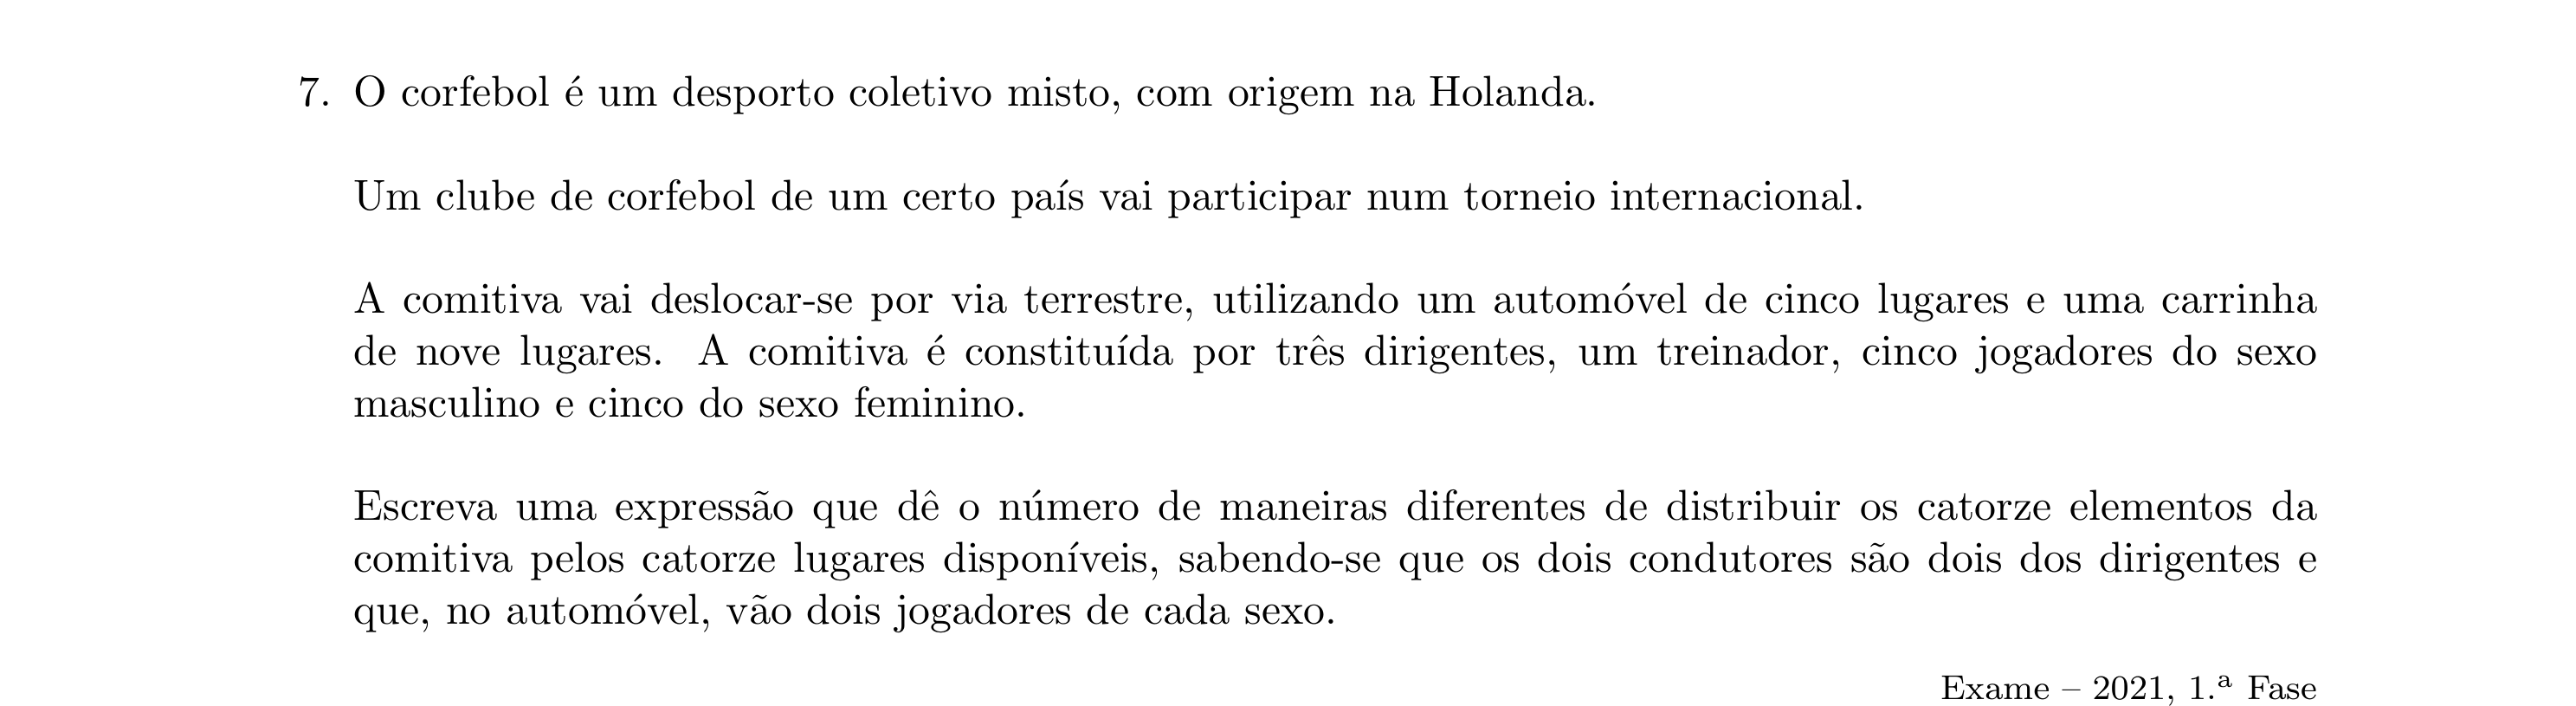 7. O corfebol é um desporto coletivo misto, com origem na Holanda.
Um clube de corfebol de um certo país vai participar num torneio internacional.
A comitiva vai deslocar-se por via terrestre, utilizando um automóvel de cinco lugares e uma carrinha
de nove lugares. A comitiva é constituída por três dirigentes, um treinador, cinco jogadores do sexo
masculino e cinco do sexo feminino.
Escreva uma expressão que dê o número de maneiras diferentes de distribuir os catorze elementos da
comitiva pelos catorze lugares disponíveis, sabendo-se que os dois condutores são dois dos dirigentes e
que, no automóvel, vão dois jogadores de cada sexo.
Exame – 2021, 1.ª Fase